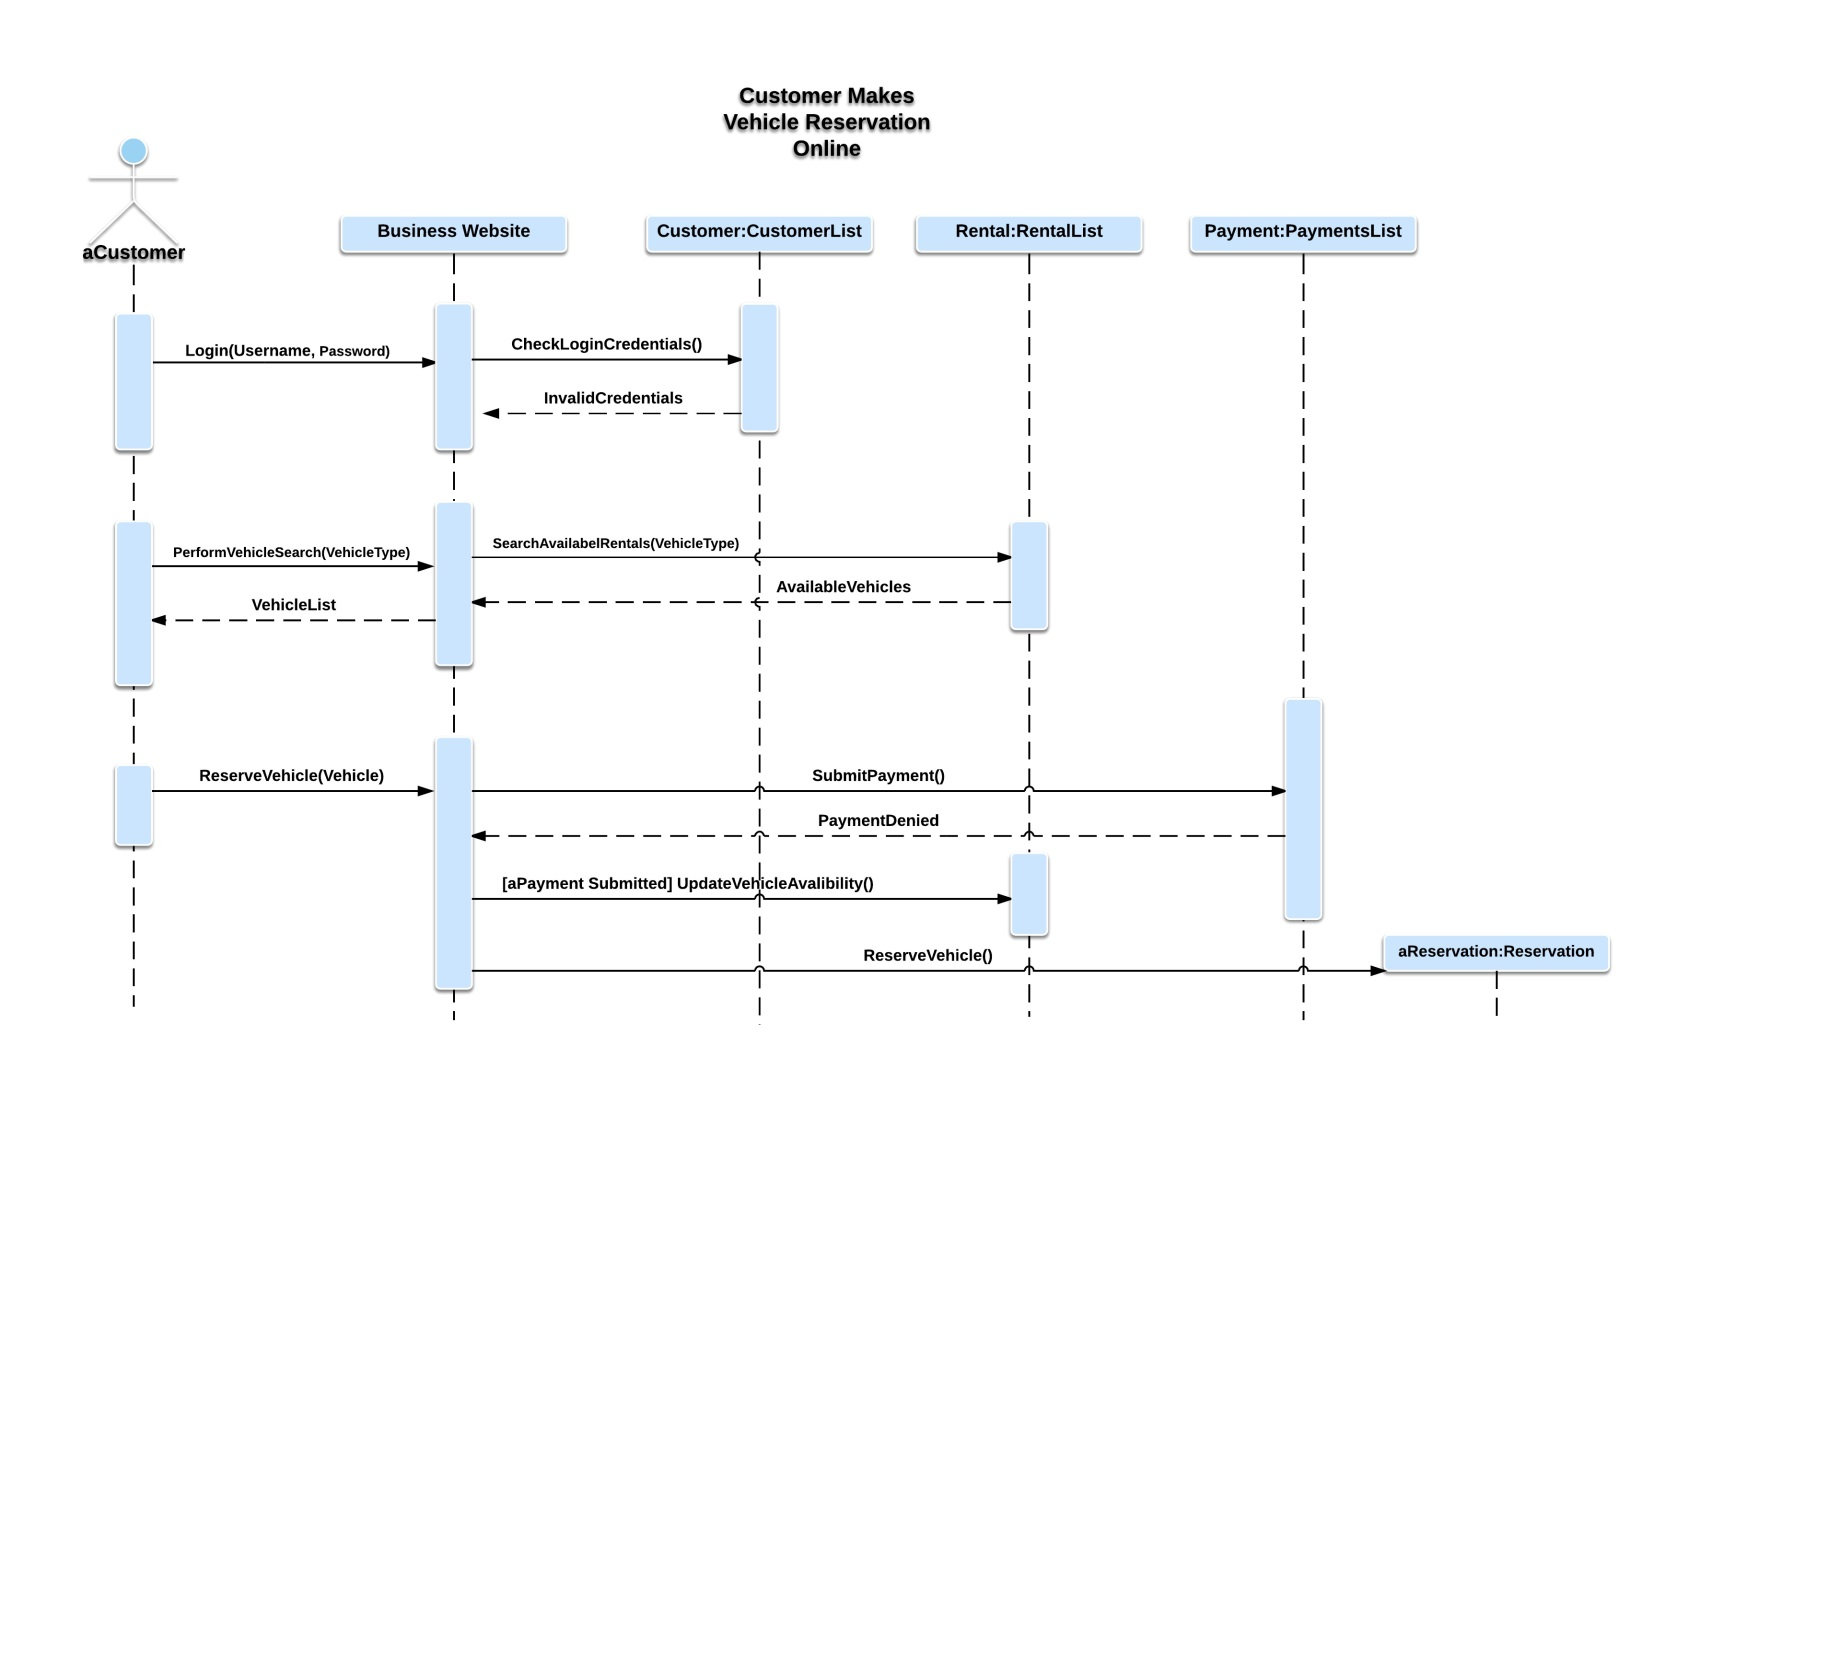 Customer Makes
Vehicle Reservation
Online
aCustomer
Business Website
Customer:CustomerList
Rental:RentalList
Payment:PaymentsList
Login(Username, Password)
CheckLoginCredentials()
InvalidCredentials
PerformVehicleSearch(VehicleType)
SearchAvailabelRentals(VehicleType)
AvailableVehicles
VehicleList
ReserveVehicle(Vehicle)
SubmitPayment()
PaymentDenied
[aPayment Submitted] UpdateVehicleAvalibility()
ReserveVehicle()
aReservation:Reservation